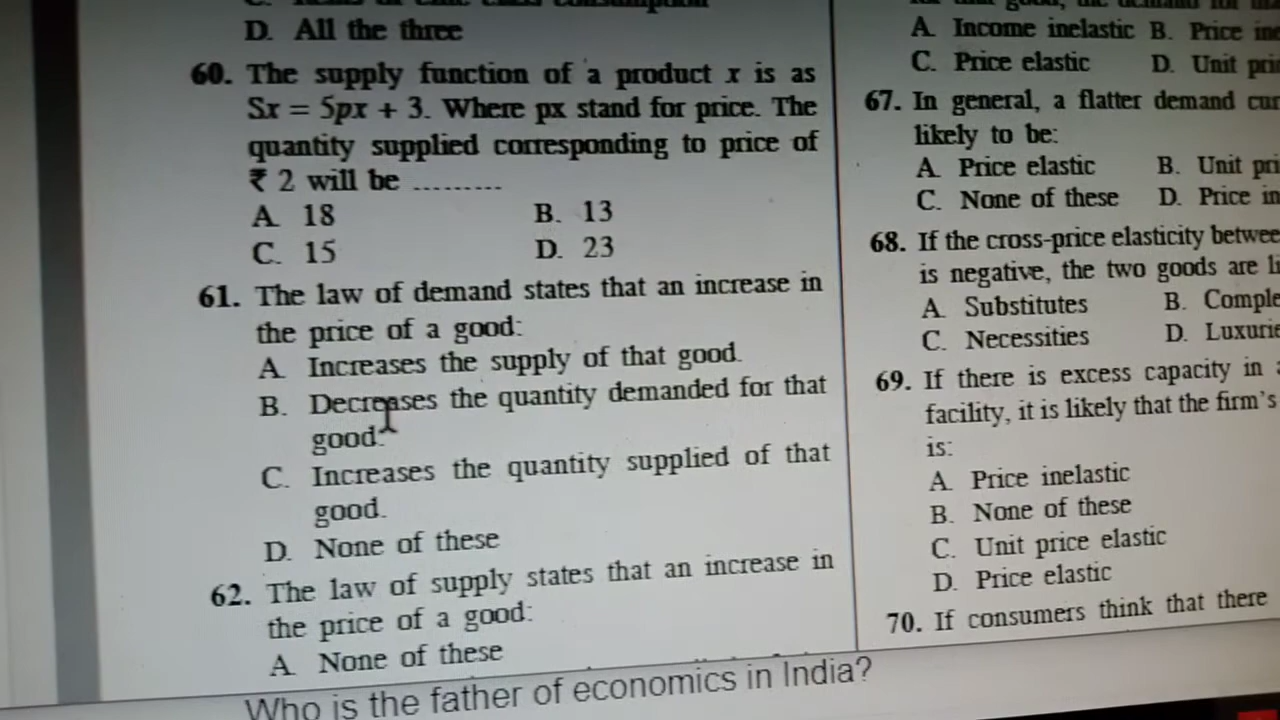 D. All the three
60. The supply function of a product x is as
Sx = 5px + 3. Where px stand for price. The
quantity supplied corresponding to price of
₹ 2 will be .........
A. 18 B. 13
C. 15 D. 23
61. The law of demand states that an increase in
the price of a good:
A. Increases the supply of that good.
B. Decreases the quantity demanded for that
good.
C. Increases the quantity supplied of that
good.
D. None of these
62. The law of supply states that an increase in
the price of a good:
A. None of these
A. Income inelastic B. Price
C. Price elastic D. Unit
67. In general, a flatter demand
likely to be:
A. Price elastic B. Unit
C. None of these D. Price
68. If the cross-price elasticity
is negative, the two goods are
A. Substitutes B.
C. Necessities D.
69. If there is excess capacity in
facility, it is likely that the firm's
is:
A. Price inelastic
B. None of these
C. Unit price elastic
D. Price elastic
70. If consumers think that there
Who is the father of economics in India?